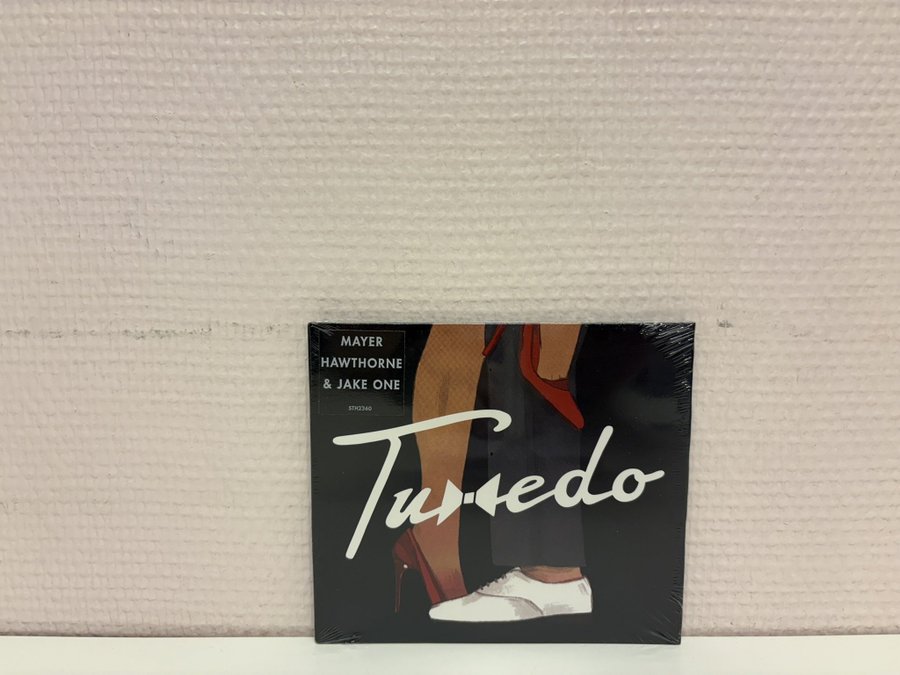 MAYER
HAWTHORNE
& JAKE ONE
STH2360
Tuxedo